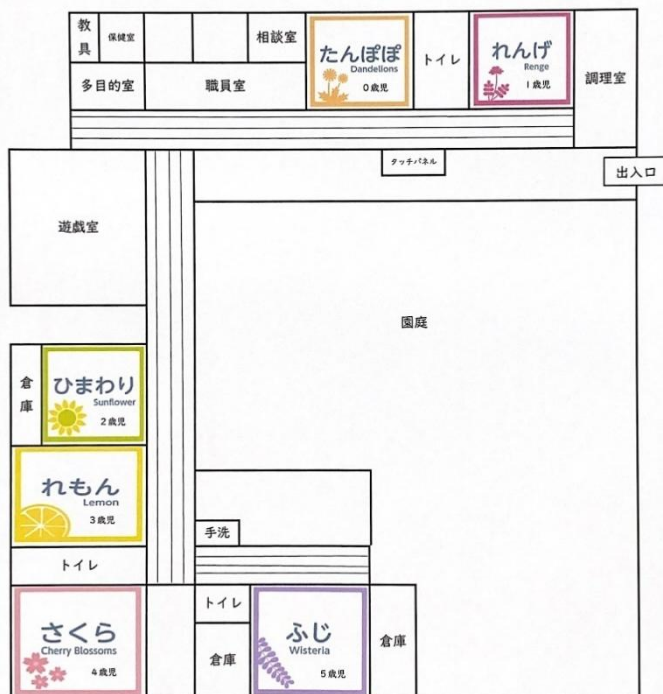 教具
保健室
相談室
たんぽぽ
Dandelions
0歳児
トイレ
れんげ
Renge
1歳児
調理室
多目的室
職員室
タッチパネル
出入口
遊戯室
園庭
倉庫
ひまわり
Sunflower
2歳児
れもん
Lemon
3歳児
手洗
トイレ
さくら
Cherry Blossoms
4歳児
トイレ
倉庫
ふじ
Wisteria
5歳児
倉庫